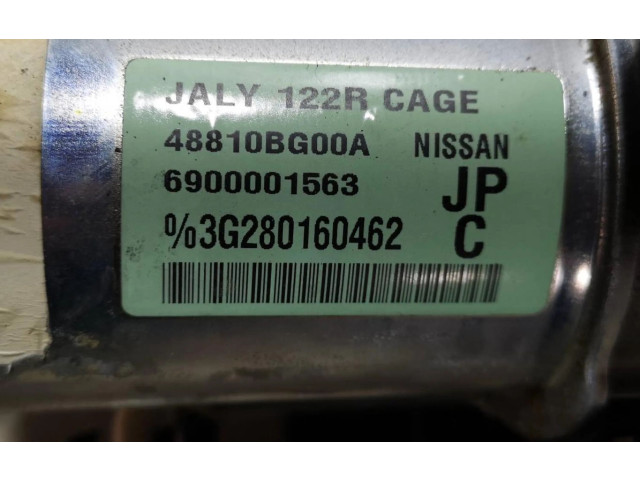 JALY 122R CAGE
48810BG00A NISSAN
6900001563 JP
%3G280160462 C